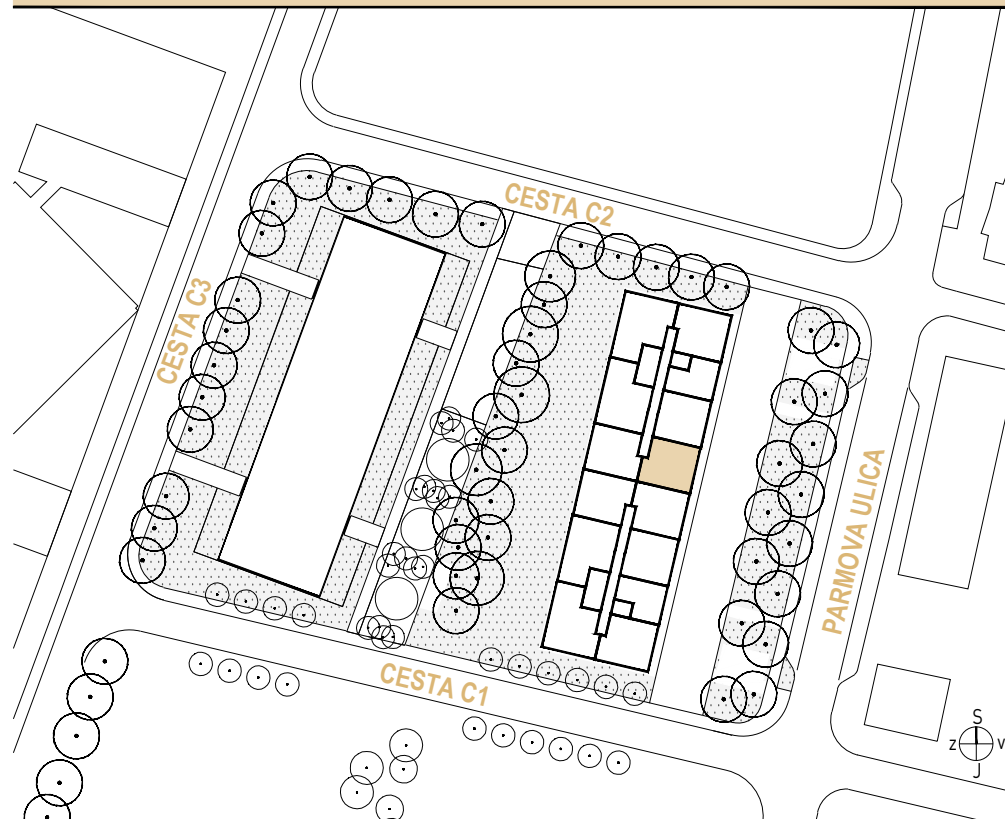 CESTA C2
CESTA C3
PARMOVA ULICA
CESTA C1
S
Z V
J